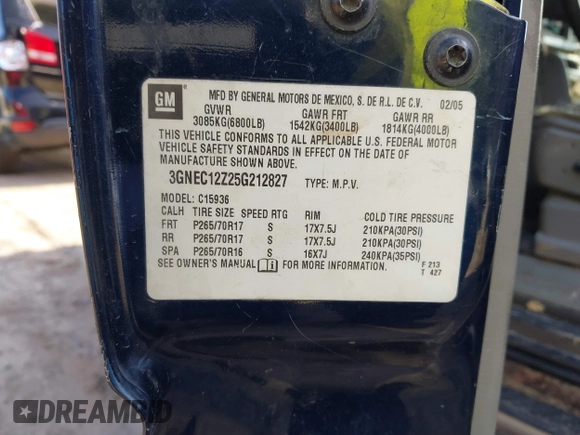 GM
MFD BY GENERAL MOTORS DE MEXICO, S. DE R.L. DE C.V. 02/05
GVWR GAWR FRT GAWR RR
3085KG(6800LB) 1542KG(3400LB) 1814KG(4000LB)
THIS VEHICLE CONFORMS TO ALL APPLICABLE U.S. FEDERAL MOTOR
VEHICLE SAFETY STANDARDS IN EFFECT ON THE DATE OF
MANUFACTURE SHOWN ABOVE.
3GNEC12Z25G212827 TYPE: M.P.V.
MODEL: C15936
CALH TIRE SIZE SPEED RTG RIM COLD TIRE PRESSURE
FRT P265/70R17 S 17X7.5J 210KPA(30PSI)
RR P265/70R17 S 17X7.5J 210KPA(30PSI)
SPA P265/70R16 S 16X7J 240KPA(35PSI)
SEE OWNER'S MANUAL FOR MORE INFORMATION.
F 213
T 427
DREAMBID